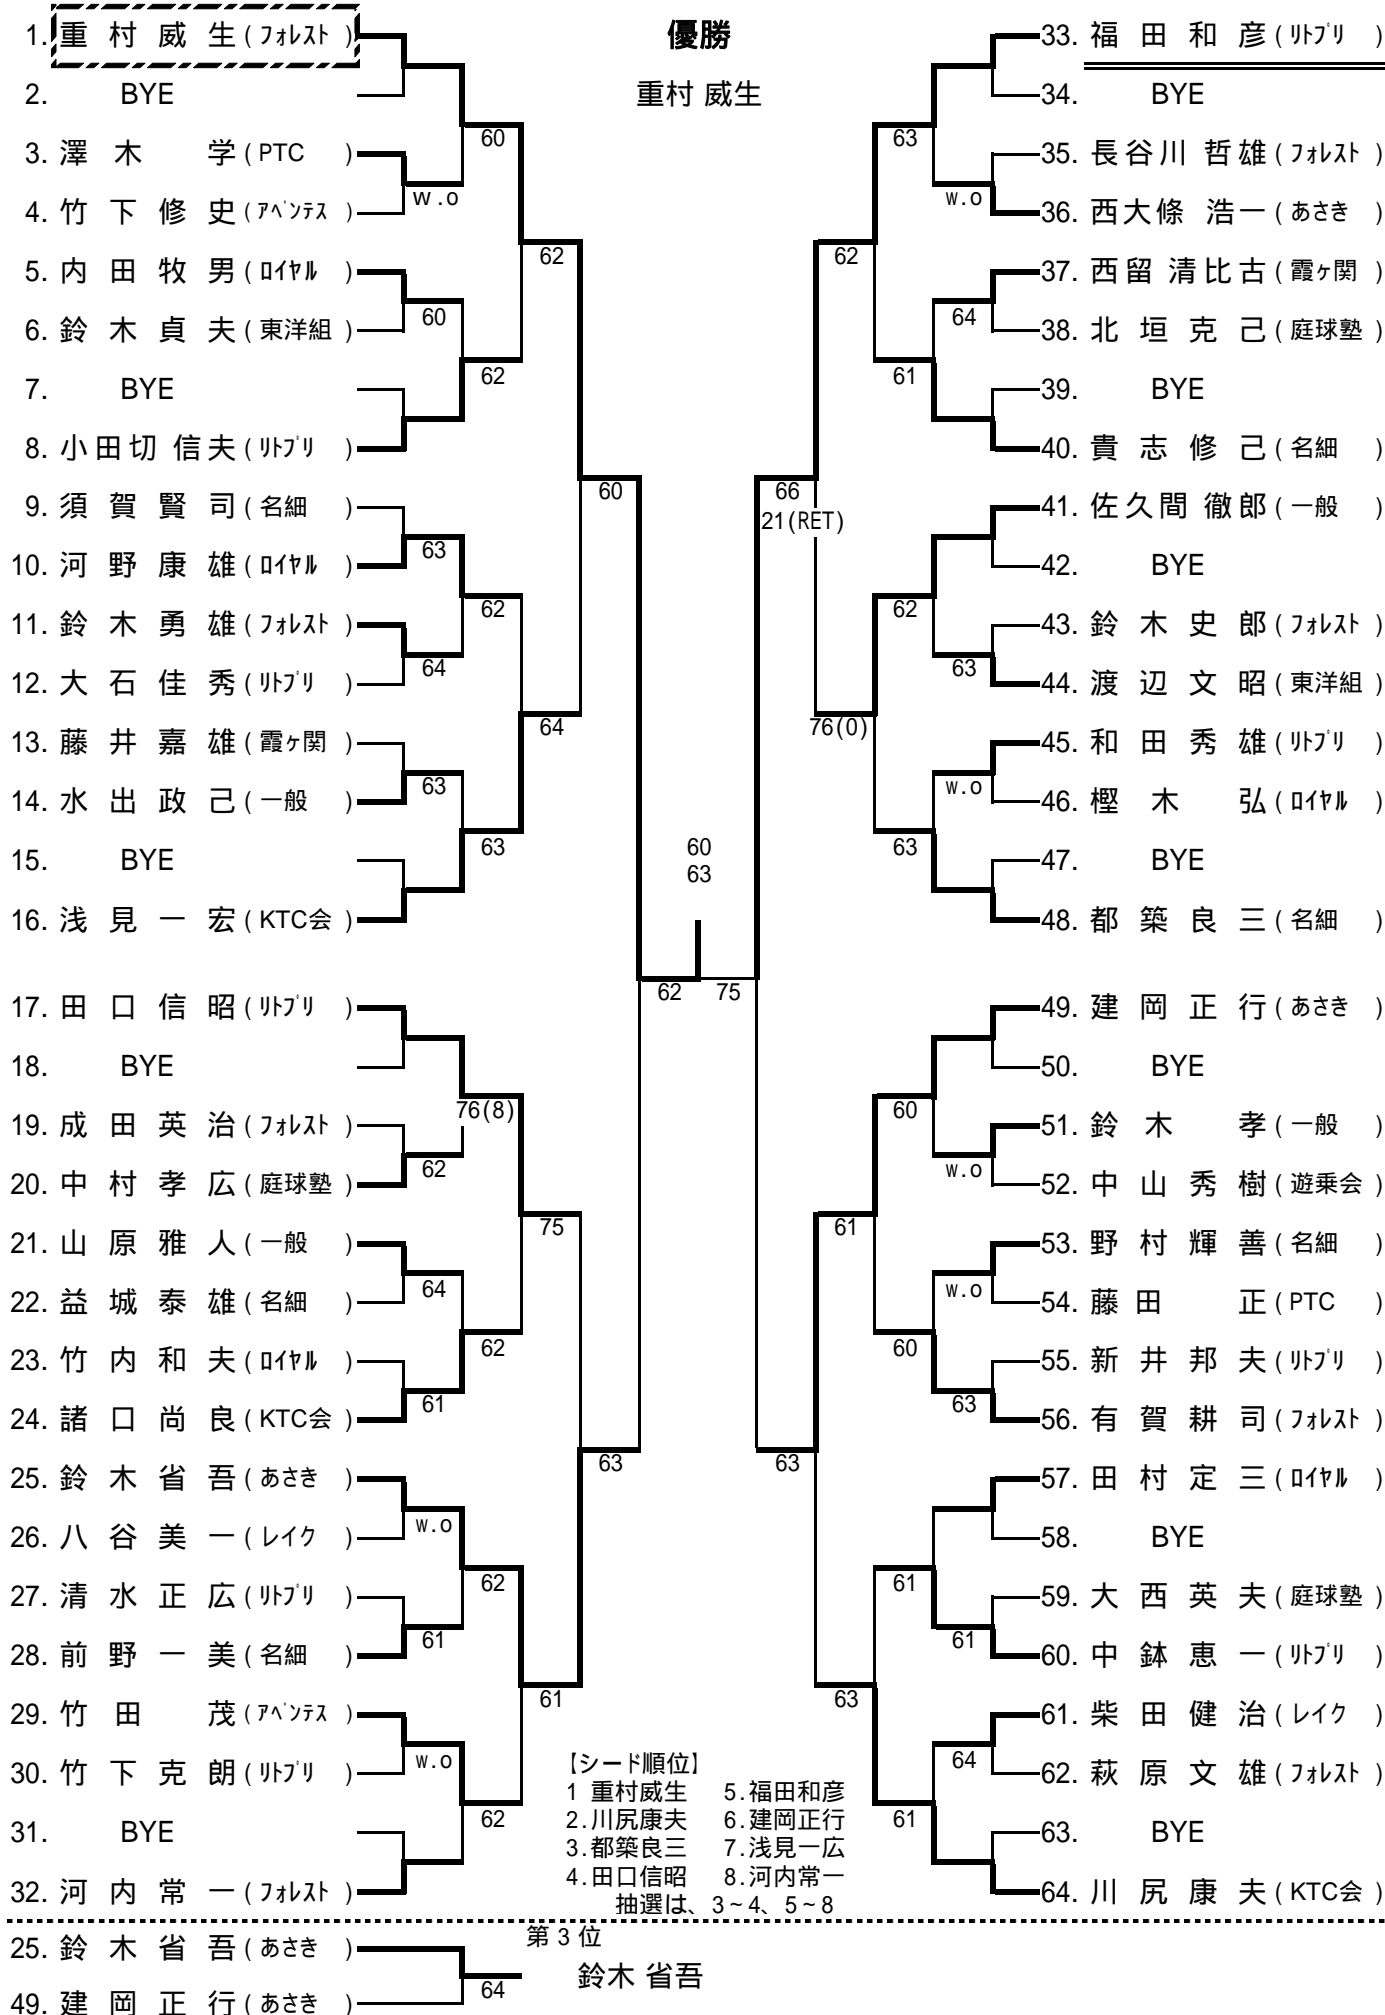 優勝
重村 威生
1. 重村威生(フォレスト)
2. BYE
60
3. 澤木 学(PTC)
w.o
4. 竹下修史(アペンテス)
62
5. 内田牧男(ロイヤル)
60
6. 鈴木貞夫(東洋組)
62
7. BYE
8. 小田切 信夫(リトプリ)
60
9. 須賀賢司(名細)
63
10. 河野康雄(ロイヤル)
62
11. 鈴木勇雄(フォレスト)
64
12. 大石佳秀(リトプリ)
64
13. 藤井嘉雄(霞ヶ関)
63
14. 水出政己(一般)
63
15. BYE
16. 浅見一宏(KTC会)
60
63
62 75
17. 田口信昭(リトプリ)
18. BYE
76(8)
19. 成田英治(フォレスト)
62
20. 中村孝広(庭球塾)
75
21. 山原雅人(一般)
64
22. 益城泰雄(名細)
62
23. 竹内和夫(ロイヤル)
61
24. 諸口尚良(KTC会)
63
25. 鈴木省吾(あさき)
w.o
26. 八谷美一(レイク)
62
27. 清水正広(リトプリ)
61
28. 前野一美(名細)
61
29. 竹田 茂(アペンテス)
w.o
30. 竹下克朗(リトプリ)
62
31. BYE
32. 河内常一(フォレスト)
33. 福田和彦(リトプリ)
34. BYE
63
35. 長谷川 哲雄(フォレスト)
w.o
36. 西大條 浩一(あさき)
62
37. 西留 清比古(霞ヶ関)
64
38. 北垣克己(庭球塾)
61
39. BYE
40. 貴志修己(名細)
66
21(RET)
41. 佐久間 徹郎(一般)
42. BYE
62
43. 鈴木史郎(フォレスト)
63
44. 渡辺文昭(東洋組)
76(0)
45. 和田秀雄(リトプリ)
w.o
46. 樫木 弘(ロイヤル)
63
47. BYE
48. 都築良三(名細)
49. 建岡正行(あさき)
50. BYE
60
51. 鈴木 孝(一般)
w.o
52. 中山秀樹(遊乗会)
61
53. 野村輝善(名細)
w.o
54. 藤田 正(PTC)
60
55. 新井邦夫(リトプリ)
63
56. 有賀耕司(フォレスト)
63
57. 田村定三(ロイヤル)
58. BYE
61
59. 大西英夫(庭球塾)
61
60. 中鉢恵一(リトプリ)
63
61. 柴田健治(レイク)
64
62.萩原文雄(フォレスト)
61
63. BYE
64. 川尻康夫(KTC会)
【シード順位】
1 重村威生 5.福田和彦
2.川尻康夫 6.建岡正行
3.都築良三 7.浅見一広
4.田口信昭 8.河内常一
抽選は、3~4、5~8
第3位
25. 鈴木省吾(あさき)
鈴木 省吾
64
49. 建岡正行(あさき)